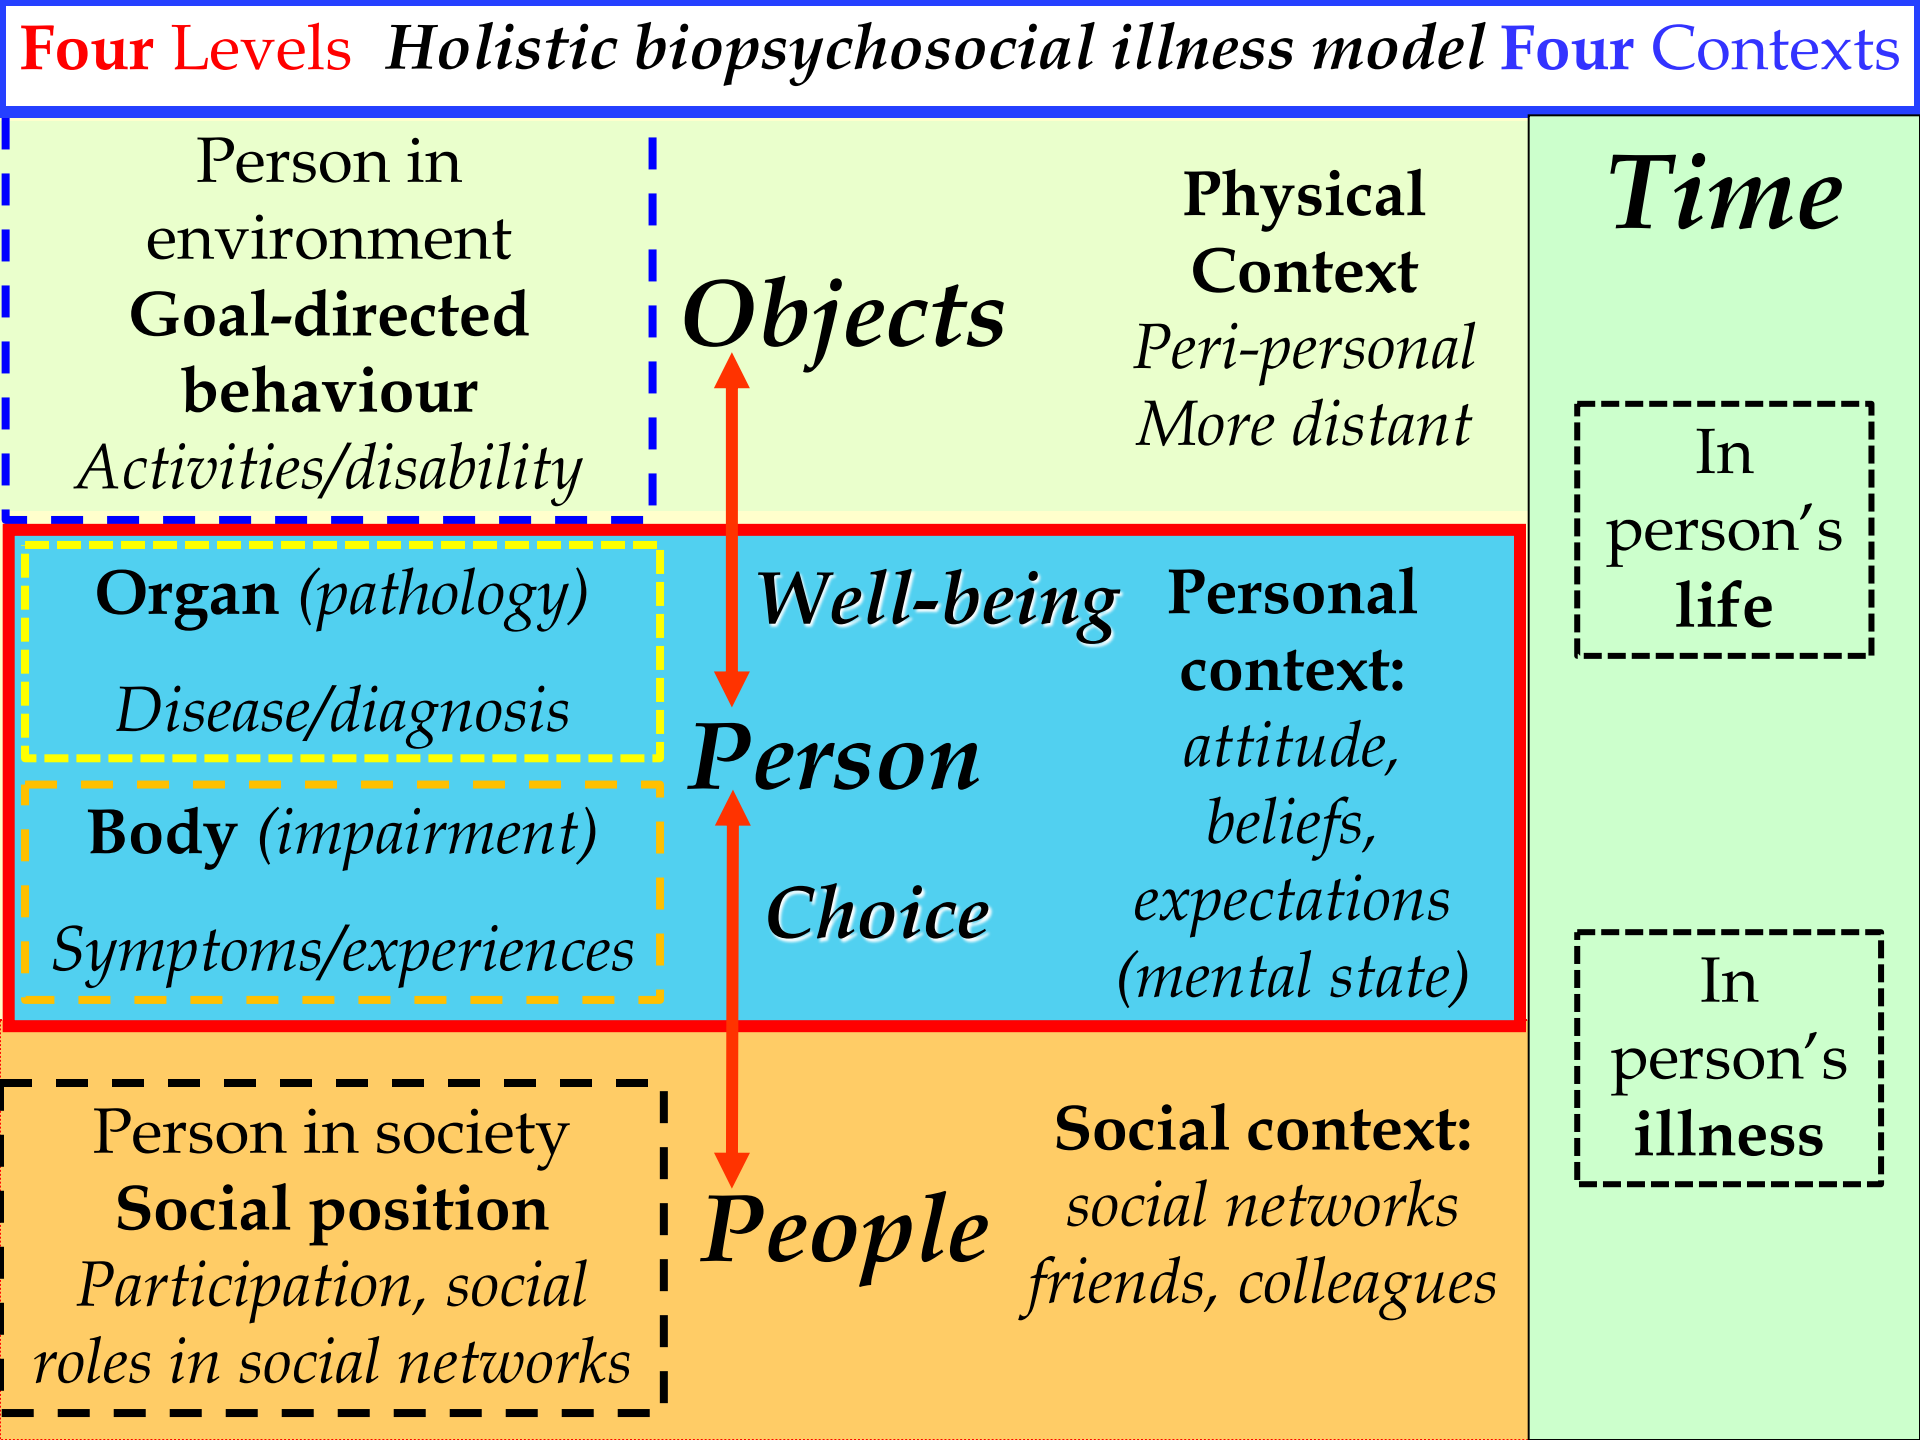 Four Levels Holistic biopsychosocial illness model Four Contexts
Person in
environment
Goal-directed
behaviour
Activities/disability
Objects
Physical
Context
Peri-personal
More distant
Organ (pathology)
Disease/diagnosis
Body (impairment)
Symptoms/experiences
Well-being
Person
Choice
Personal
context:
attitude,
beliefs,
expectations
(mental state)
Person in society
Social position
Participation, social
roles in social networks
People
Social context:
social networks
friends, colleagues
Time
In
person’s
life
In
person’s
illness